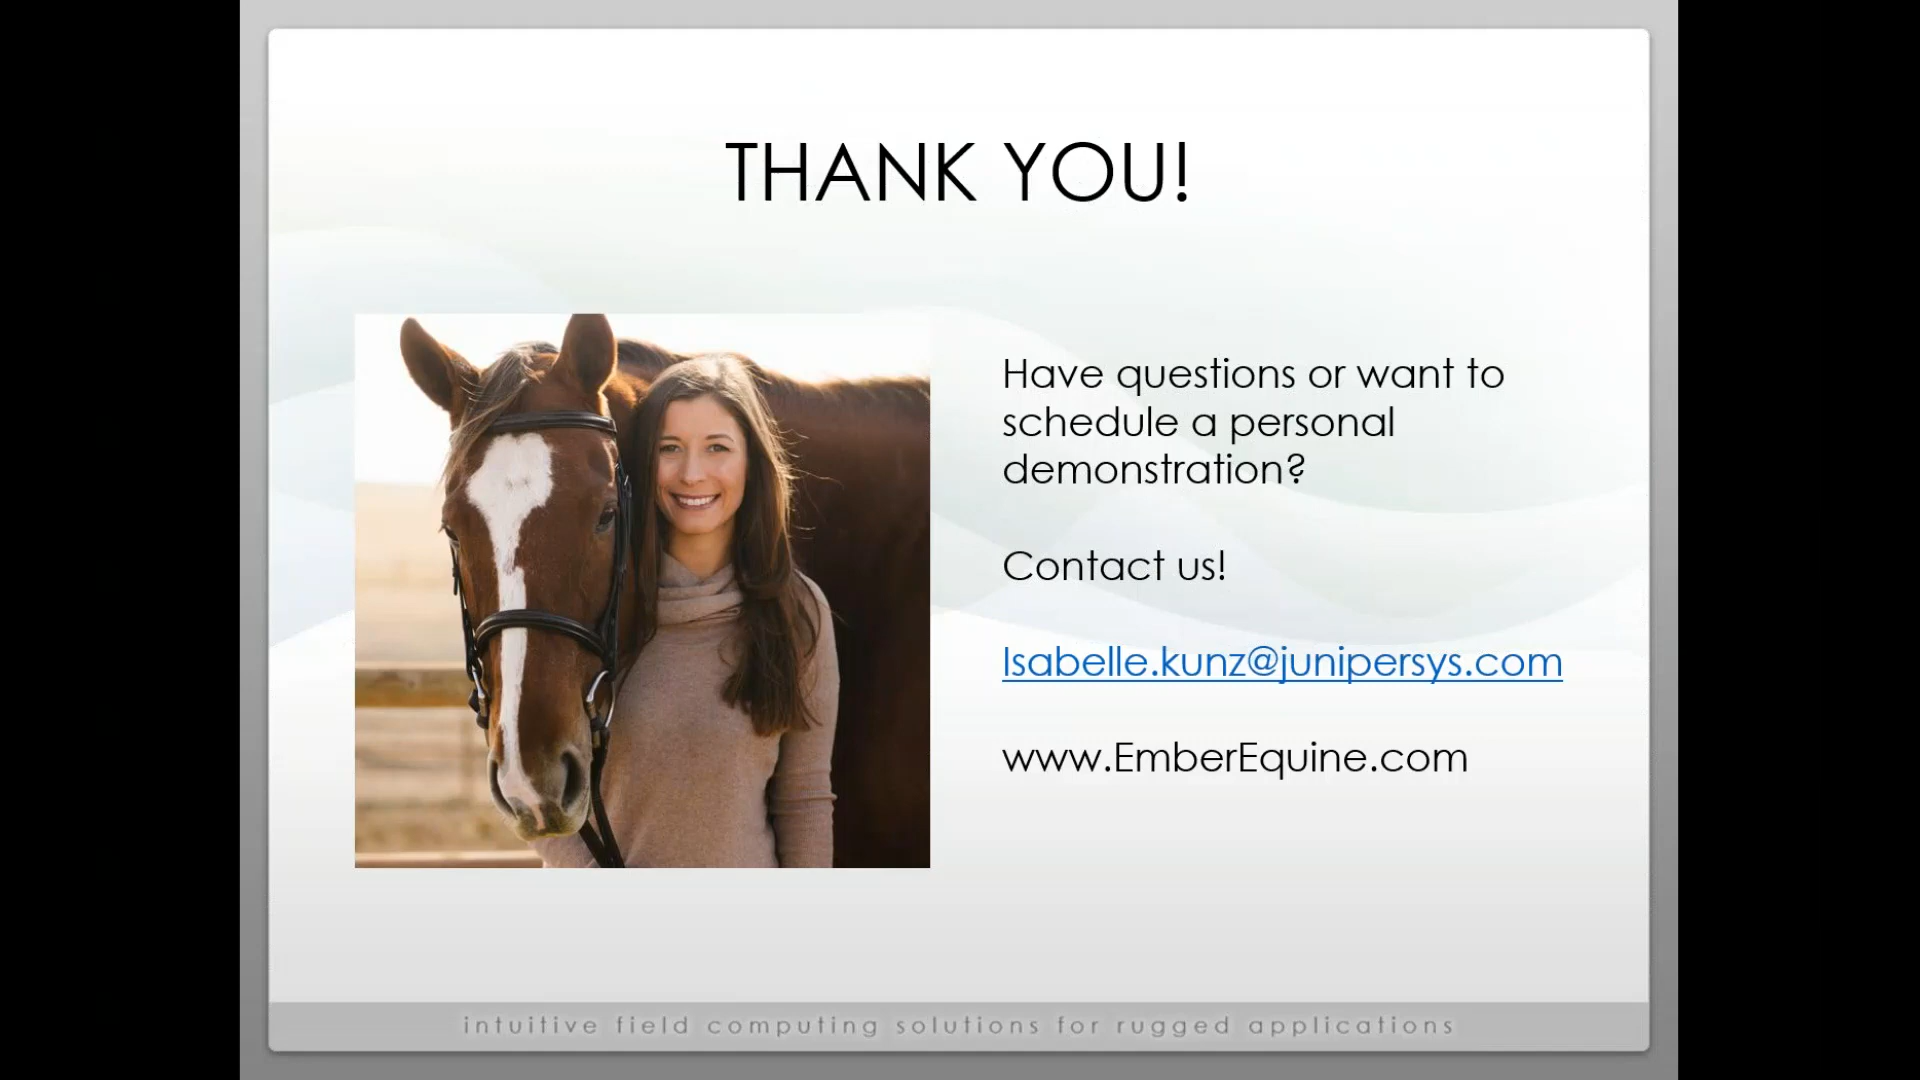 THANK YOU!
Have questions or want to
schedule a personal
demonstration?
Contact us!
Isabelle.kunz@junipersys.com
www.EmberEquine.com
intuitive field computing solutions for rugged applications